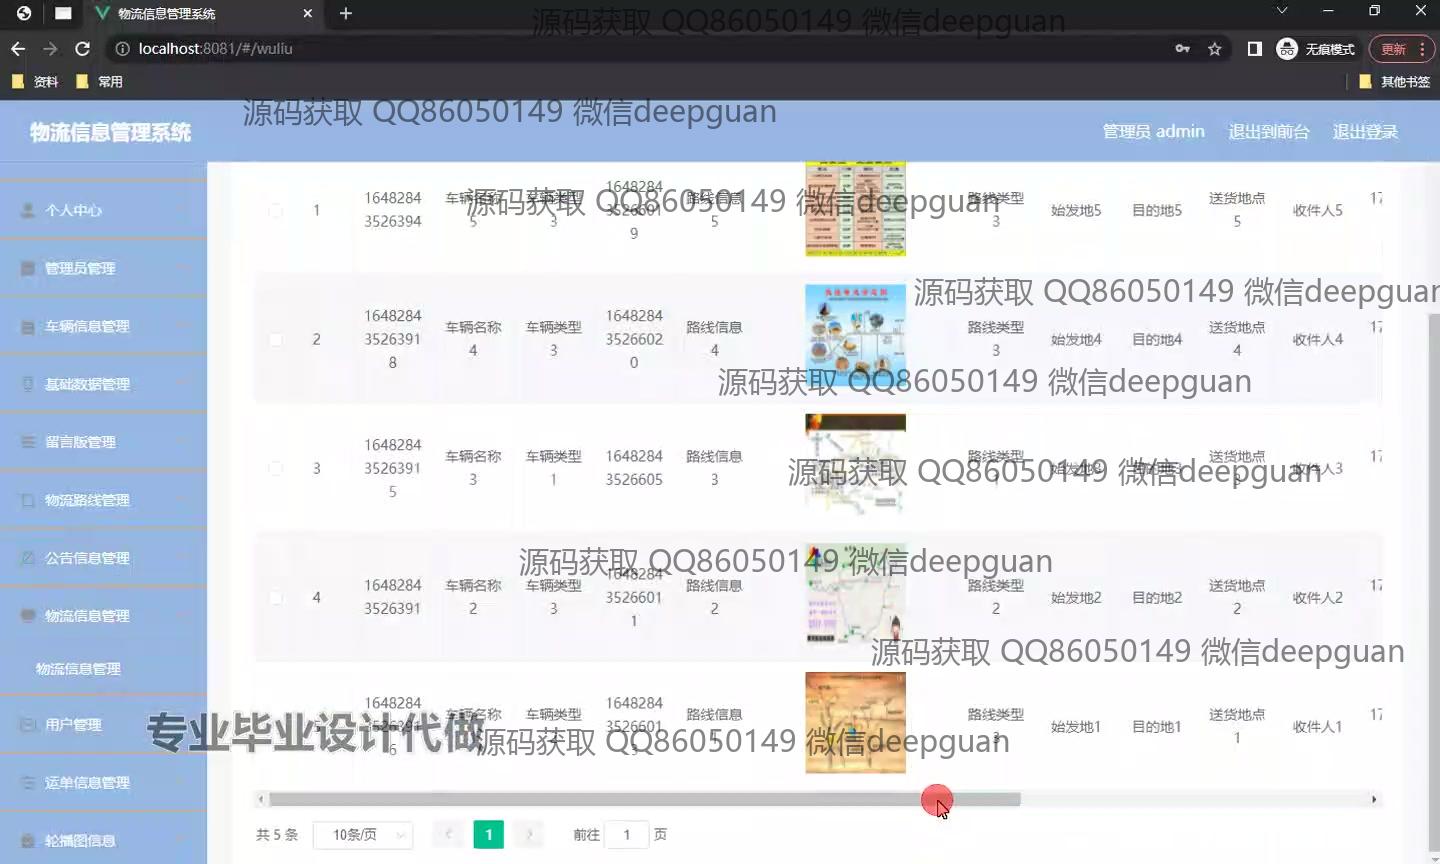 物流信息管理系统
源码获取 QQ86050149 微信deepguan
localhost:8081/#/wuliu
无痕模式
更新
资料
常用
其他书签
物流信息管理系统
源码获取 QQ86050149 微信deepguan
管理员 admin
退出到前台
退出登录
个人中心
管理员管理
车辆信息管理
基础数据管理
留言版管理
物流路线管理
公告信息管理
物流信息管理
物流信息管理
用户管理
运单信息管理
轮播图信息
源码获取 QQ86050149 微信deepguan
1
1648284
3526394
车辆名称
5
车辆类型
3
1648284
3526601
9
路线信息
5
路线类型
3
始发地5
目的地5
送货地点
5
收件人5
17
源码获取 QQ86050149 微信deepguan
2
1648284
3526391
8
车辆名称
4
车辆类型
3
1648284
3526602
0
路线信息
4
路线类型
3
始发地4
目的地4
送货地点
4
收件人4
17
源码获取 QQ86050149 微信deepguan
3
1648284
3526391
5
车辆名称
3
车辆类型
1
1648284
3526605
路线信息
3
路线类型
始发地3
目的地3
送货地点
收件人3
17
源码获取 QQ86050149 微信deepguan
源码获取 QQ86050149 微信deepguan
4
1648284
3526391
车辆名称
2
车辆类型
3
1648284
3526601
1
路线信息
2
路线类型
2
始发地2
目的地2
送货地点
2
收件人2
17
源码获取 QQ86050149 微信deepguan
1648284
车辆名称
车辆类型
1648284
3526601
路线信息
路线类型
始发地1
目的地1
送货地点
1
收件人1
17
专业毕业设计代做
源码获取 QQ86050149 微信deepguan
共 5 条
10条/页
1
前往
1
页